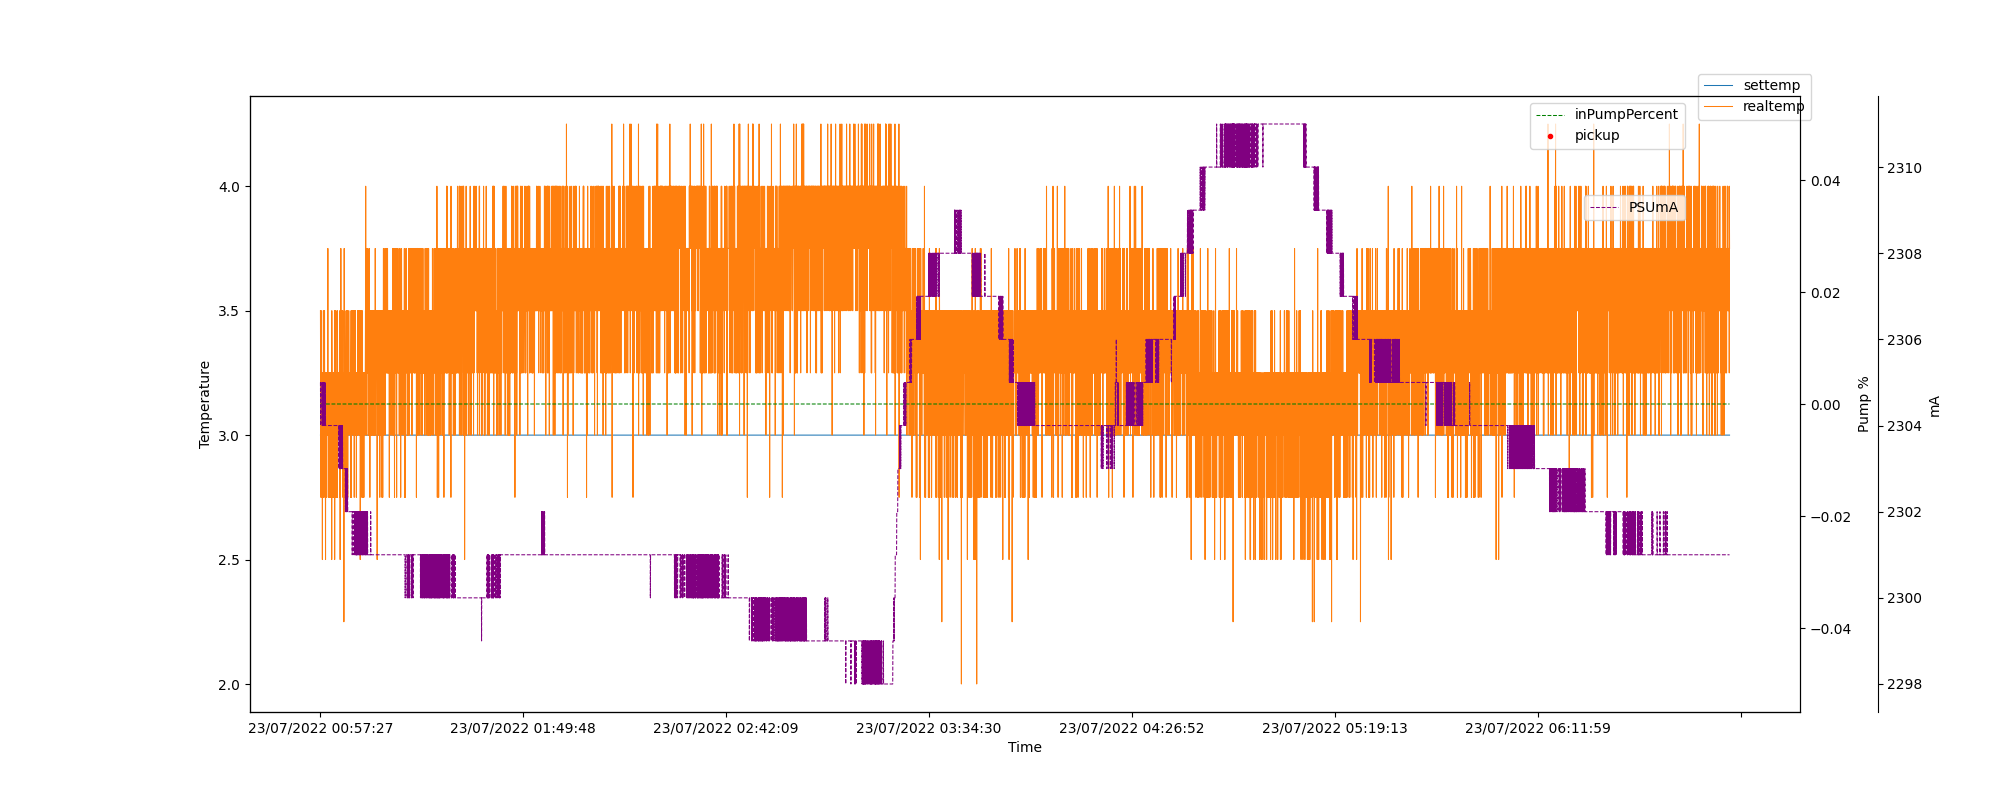 settemp
realtemp
inPumpPercent
pickup
PSUmA
Temperature
4.0
3.5
3.0
2.5
2.0
0.04
0.02
0.00
−0.02
−0.04
Pump %
2310
2308
2306
2304
2302
2300
2298
mA
23/07/2022 00:57:27
23/07/2022 01:49:48
23/07/2022 02:42:09
23/07/2022 03:34:30
23/07/2022 04:26:52
23/07/2022 05:19:13
23/07/2022 06:11:59
Time